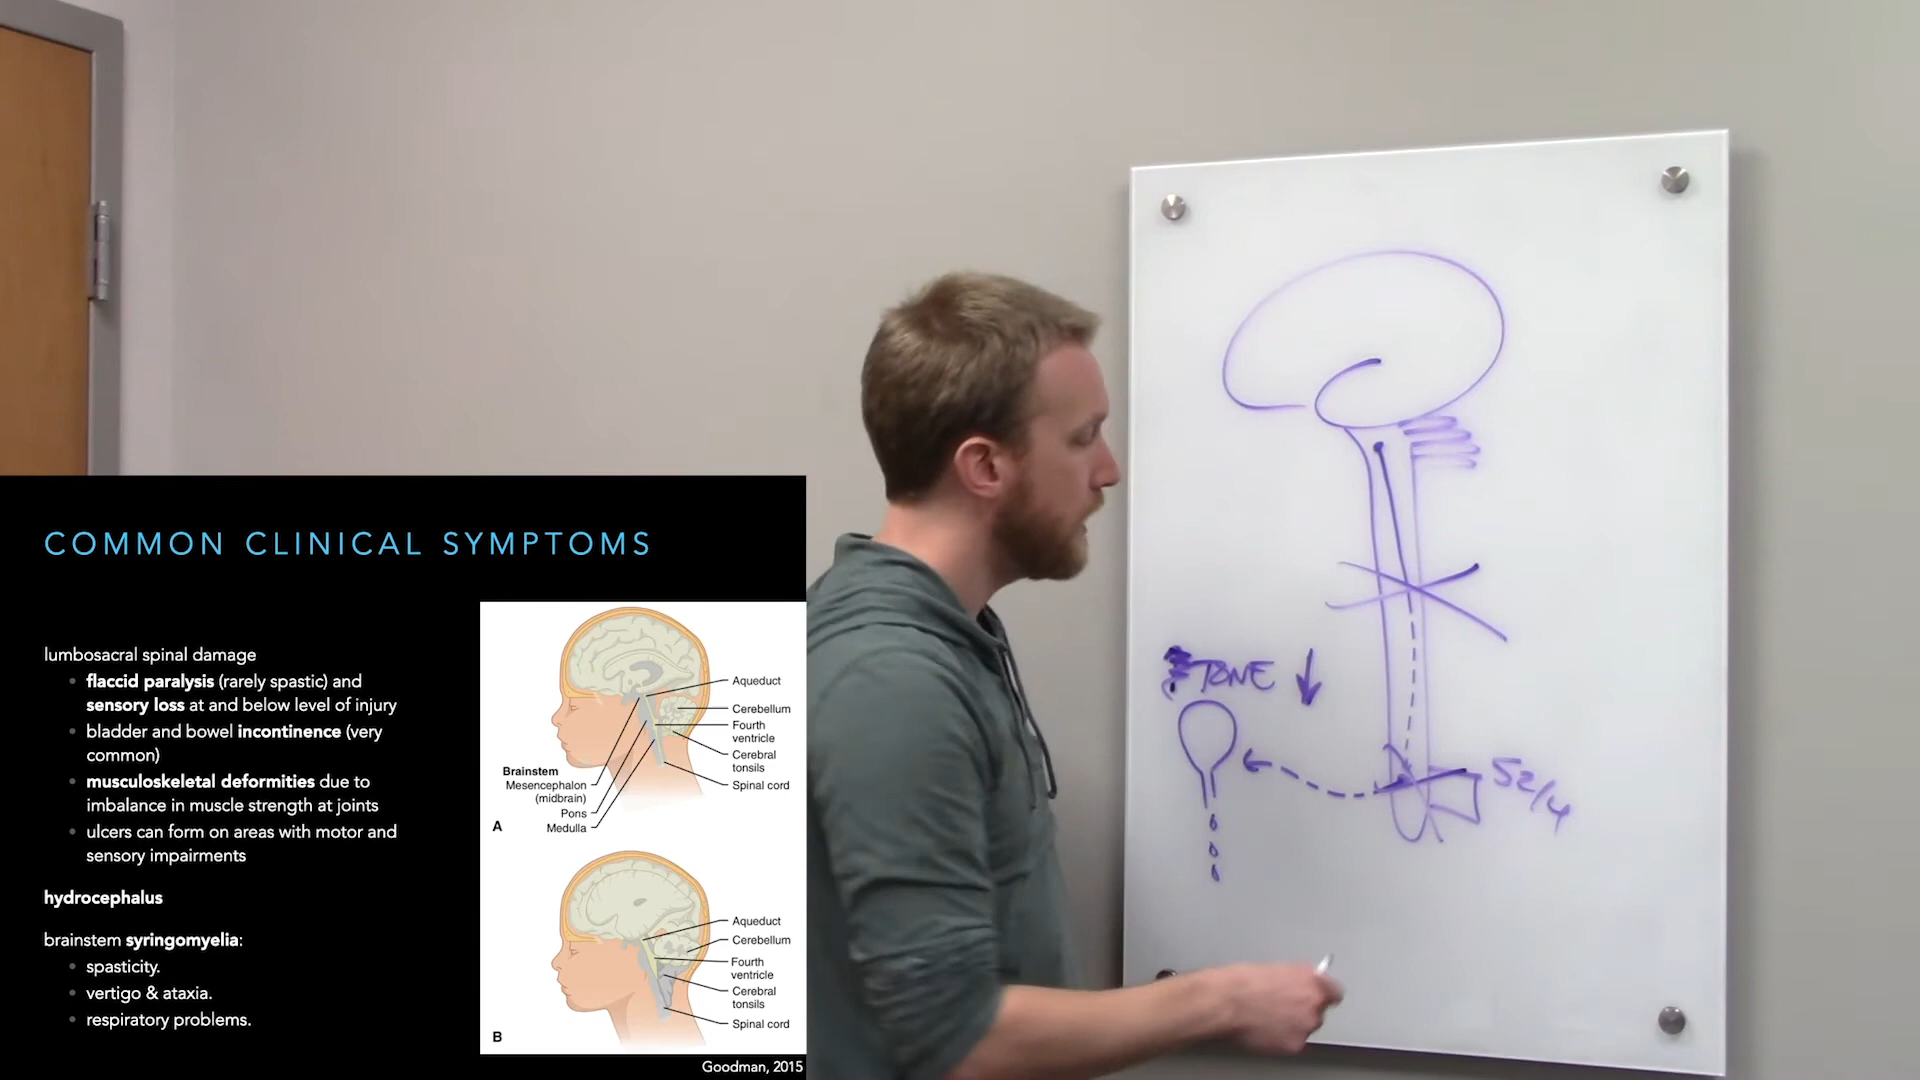 COMMON CLINICAL SYMPTOMS
lumbosacral spinal damage
• flaccid paralysis (rarely spastic) and
sensory loss at and below level of injury
• bladder and bowel incontinence (very
common)
• musculoskeletal deformities due to
imbalance in muscle strength at joints
• ulcers can form on areas with motor and
sensory impairments
hydrocephalus
brainstem syringomyelia:
• spasticity.
• vertigo & ataxia.
• respiratory problems.
Aqueduct
Cerebellum
Fourth
ventricle
Cerebral
tonsils
Spinal cord
Brainstem
Mesencephalon
(midbrain)
Pons
Medulla
A
Aqueduct
Cerebellum
Fourth
ventricle
Cerebral
tonsils
Spinal cord
B
Goodman, 2015
TONE ↓
S2/4